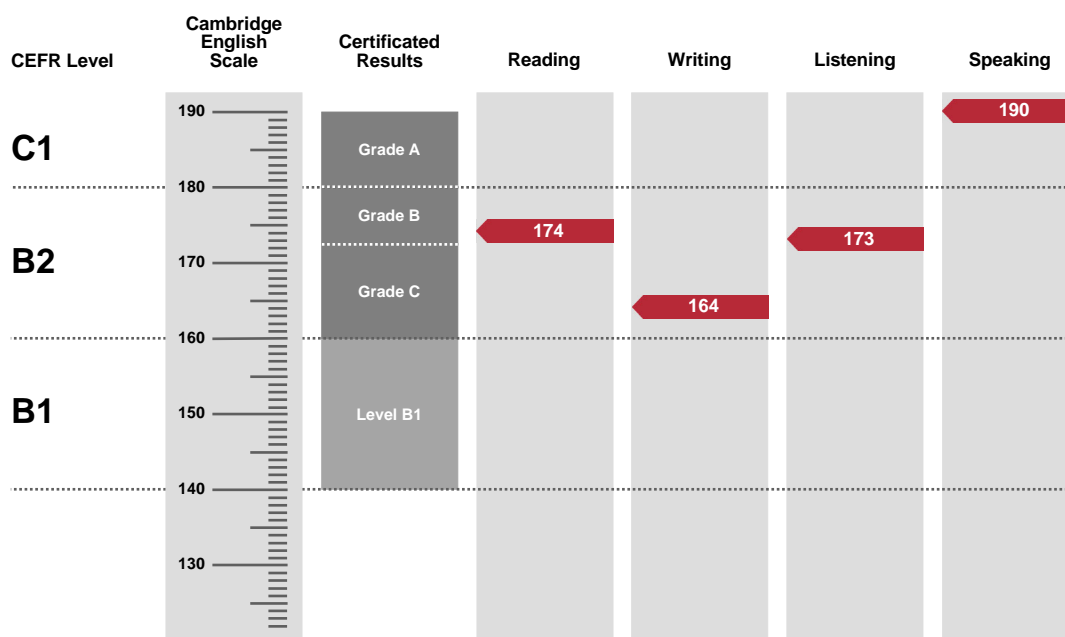 CEFR Level
Cambridge
English
Scale
Certificated
Results
Reading
Writing
Listening
Speaking
190
190
C1
Grade A
180
Grade B
174
173
B2
170
Grade C
164
160
B1
150
Level B1
140
130